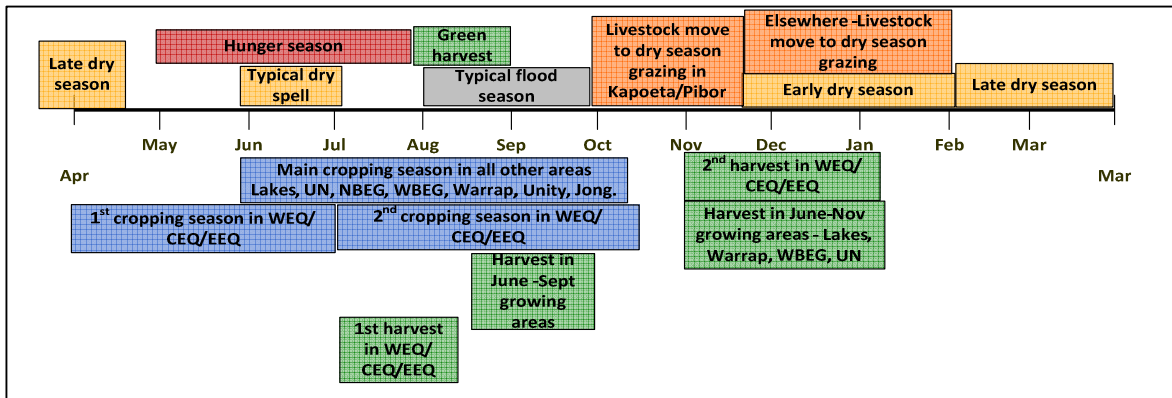 Late dry
season
Hunger season
Typical dry
spell
Green
harvest
Typical flood
season
Livestock move
to dry season
grazing in
Kapoeta/Pibor
Elsewhere -Livestock
move to dry season
grazing
Early dry season
Late dry season
Apr
May
Jun
Jul
Aug
Sep
Oct
Nov
Dec
Jan
Feb
Mar
Mar
Main cropping season in all other areas
Lakes, UN, NBEG, WBEG, Warrap, Unity, Jong.
1st cropping season in WEQ/
CEQ/EEQ
2nd cropping season in WEQ/
CEQ/EEQ
2nd harvest in WEQ/
CEQ/EEQ
Harvest in June-Nov
growing areas - Lakes,
Warrap, WBEG, UN
Harvest in
June -Sept
growing
areas
1st harvest
in WEQ/
CEQ/EEQ